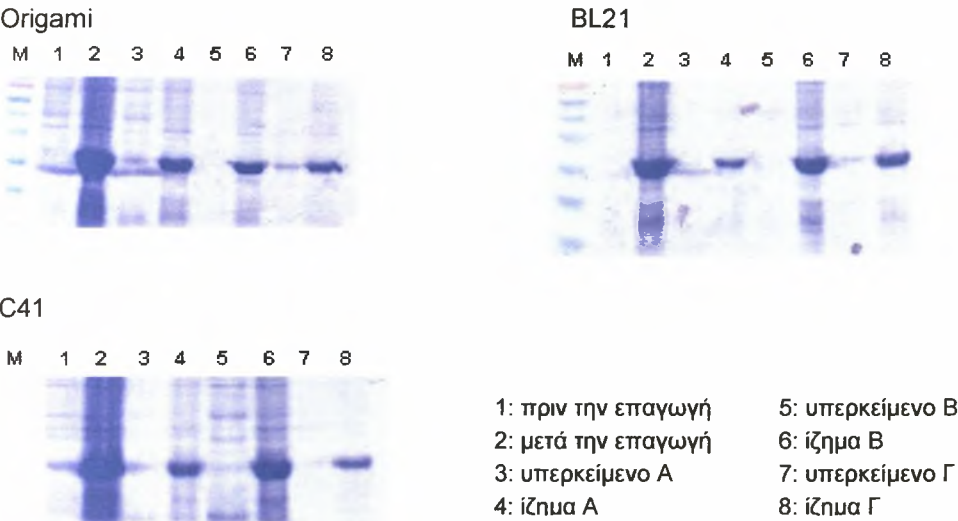 Origami
M 1 2 3 4 5 6 7 8
BL21
M 1 2 3 4 5 6 7 8
C41
M 1 2 3 4 5 6 7 8
1: πριν την επαγωγή
2: μετά την επαγωγή
3: υπερκείμενο Α
4: ίζημα Α
5: υπερκείμενο Β
6: ίζημα Β
7: υπερκείμενο Γ
8: ίζημα Γ